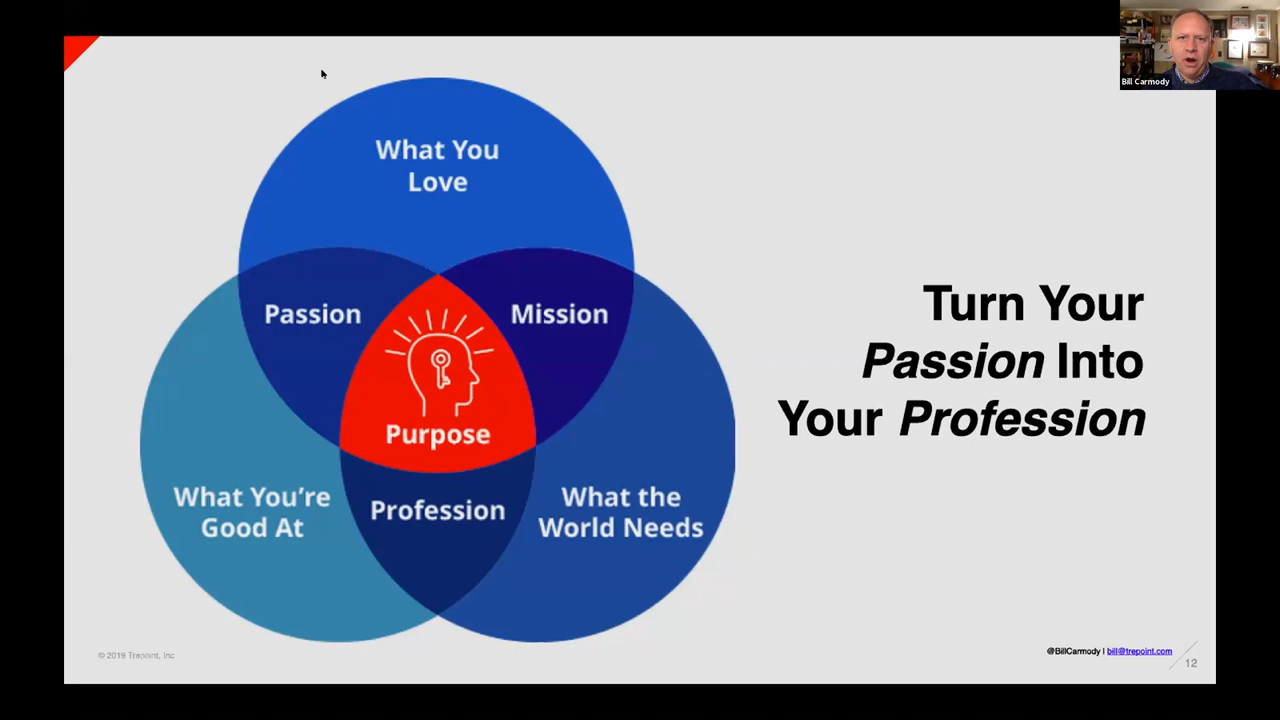 Bill Carmody
What You
Love
Passion
Mission
Purpose
What You’re
Good At
Profession
What the
World Needs
Turn Your
Passion Into
Your Profession
© 2019 Trepoint, Inc
@BillCarmody | bill@trepoint.com
12